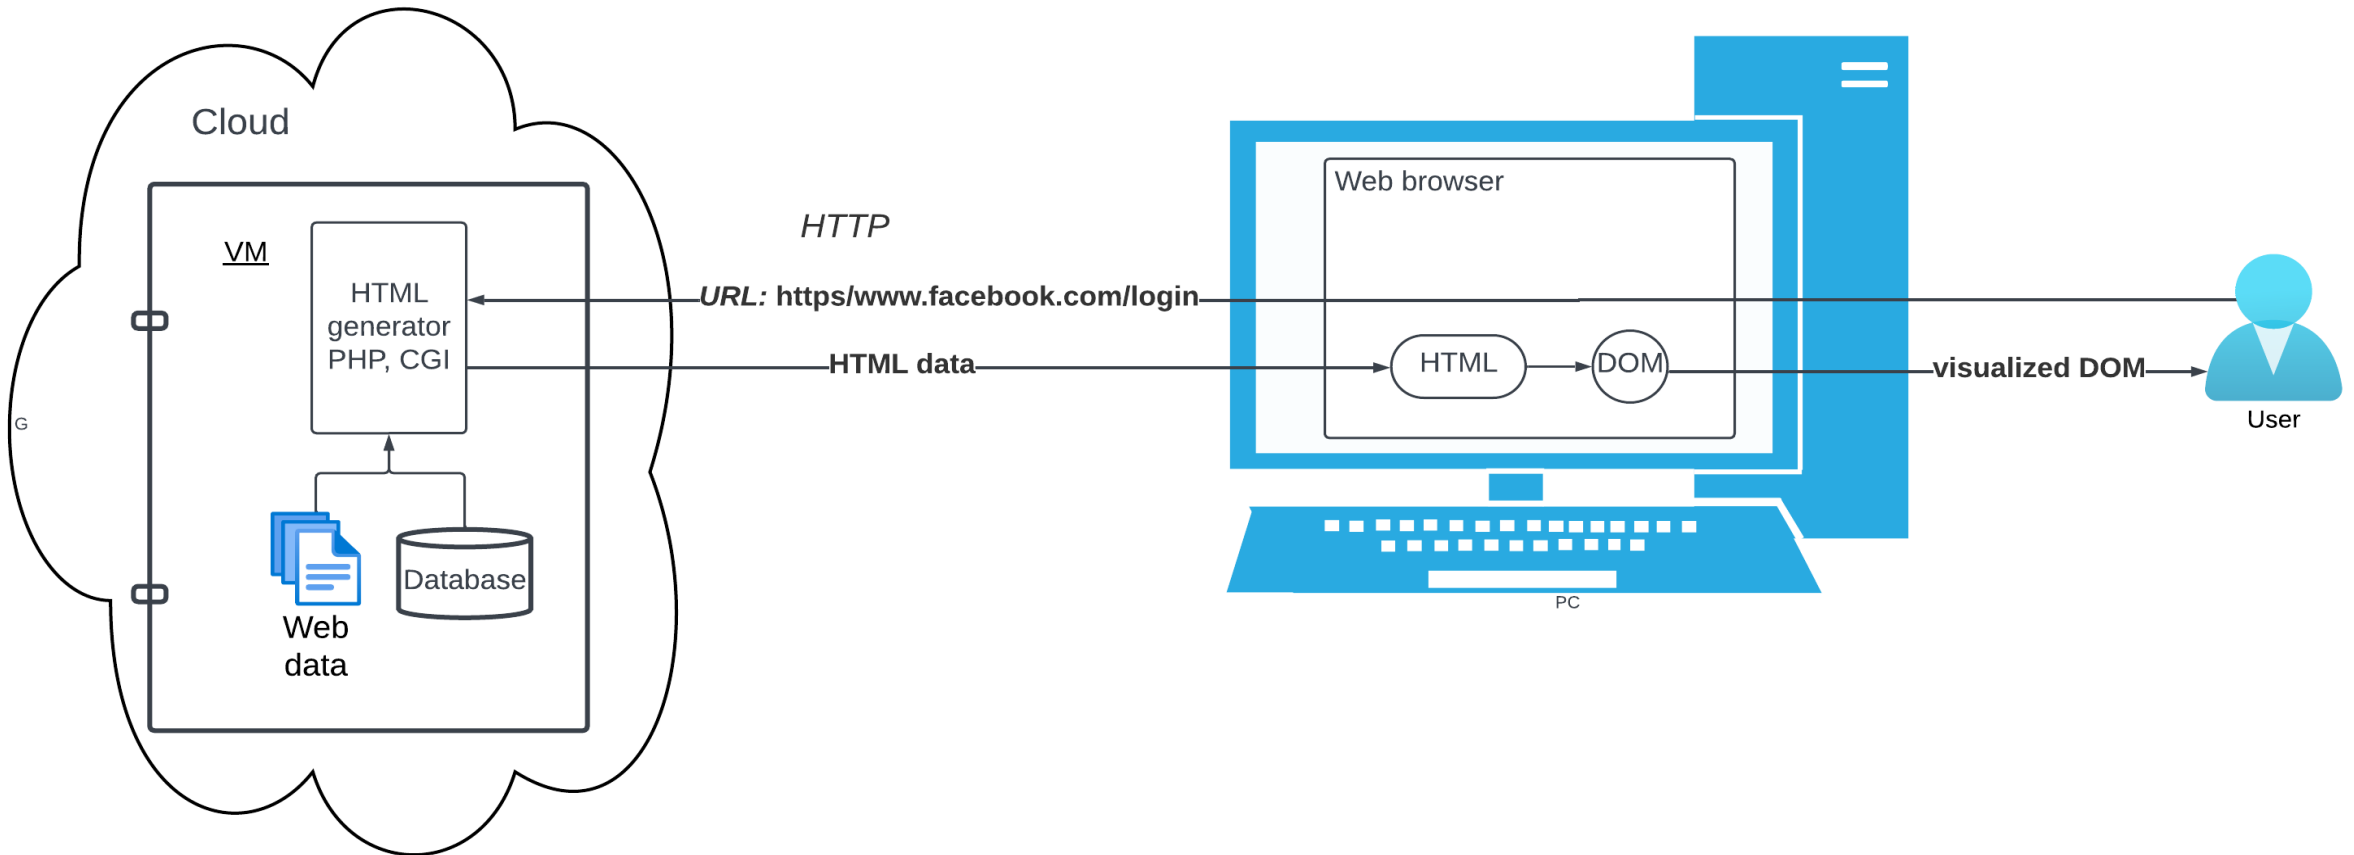 Cloud
VM
HTML
generator
PHP, CGI
G
Web
data
Database
HTTP
URL: https/www.facebook.com/login
HTML data
Web browser
HTML
DOM
PC
visualized DOM
User